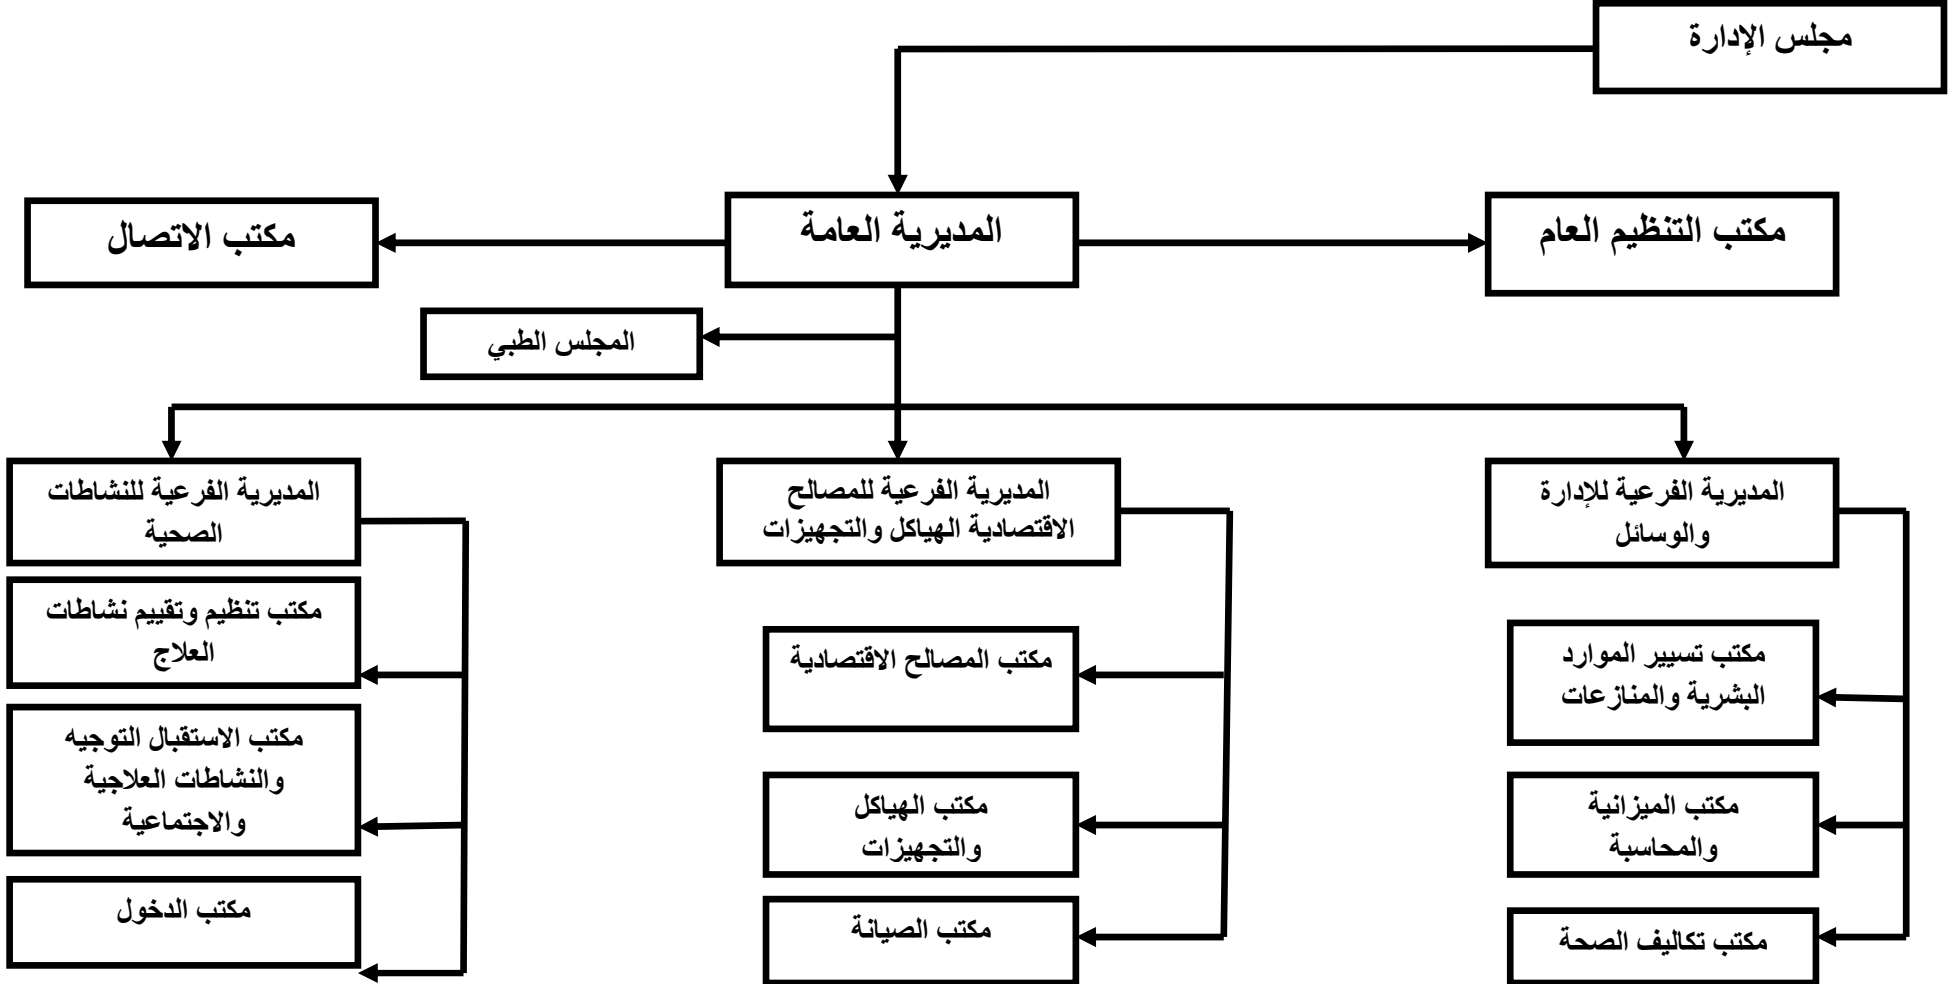 مجلس الإدارة
مكتب التنظيم العام
المديرية العامة
مكتب الاتصال
المجلس الطبي
المديرية الفرعية للإدارة
والوسائل
مكتب تسيير الموارد
البشرية والمنازعات
مكتب الميزانية
والمحاسبة
مكتب تكاليف الصحة
المديرية الفرعية للمصالح
الاقتصادية الهياكل والتجهيزات
مكتب المصالح الاقتصادية
مكتب الهياكل
والتجهيزات
مكتب الصيانة
المديرية الفرعية للنشاطات
الصحية
مكتب تنظيم وتقييم نشاطات
العلاج
مكتب الاستقبال التوجيه
والنشاطات العلاجية
والاجتماعية
مكتب الدخول